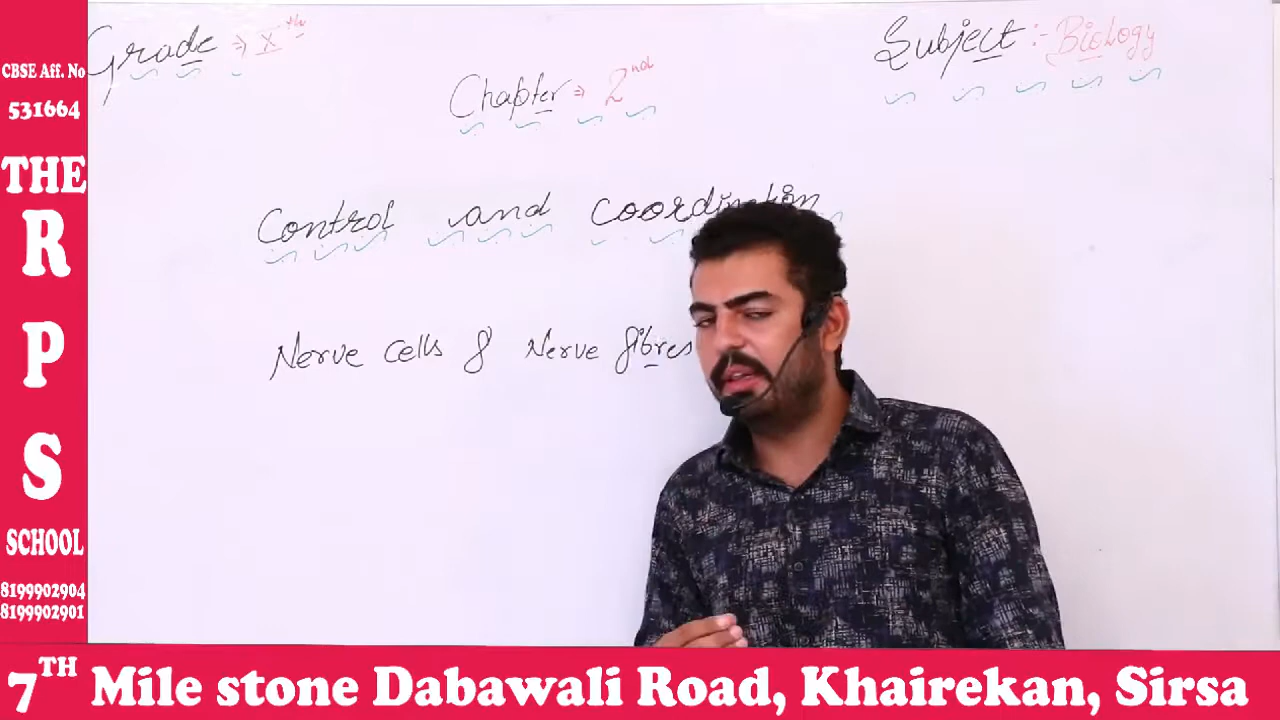 Grade ⇒ Xth
Subject :- Biology
Chapter ⇒ 2nd
Control and coordination
Nerve cells & Nerve fibres
CBSE Aff. No
531664
THE
R
P
S
SCHOOL
8199902904
8199902901
7TH Mile stone Dabawali Road, Khairekan, Sirsa